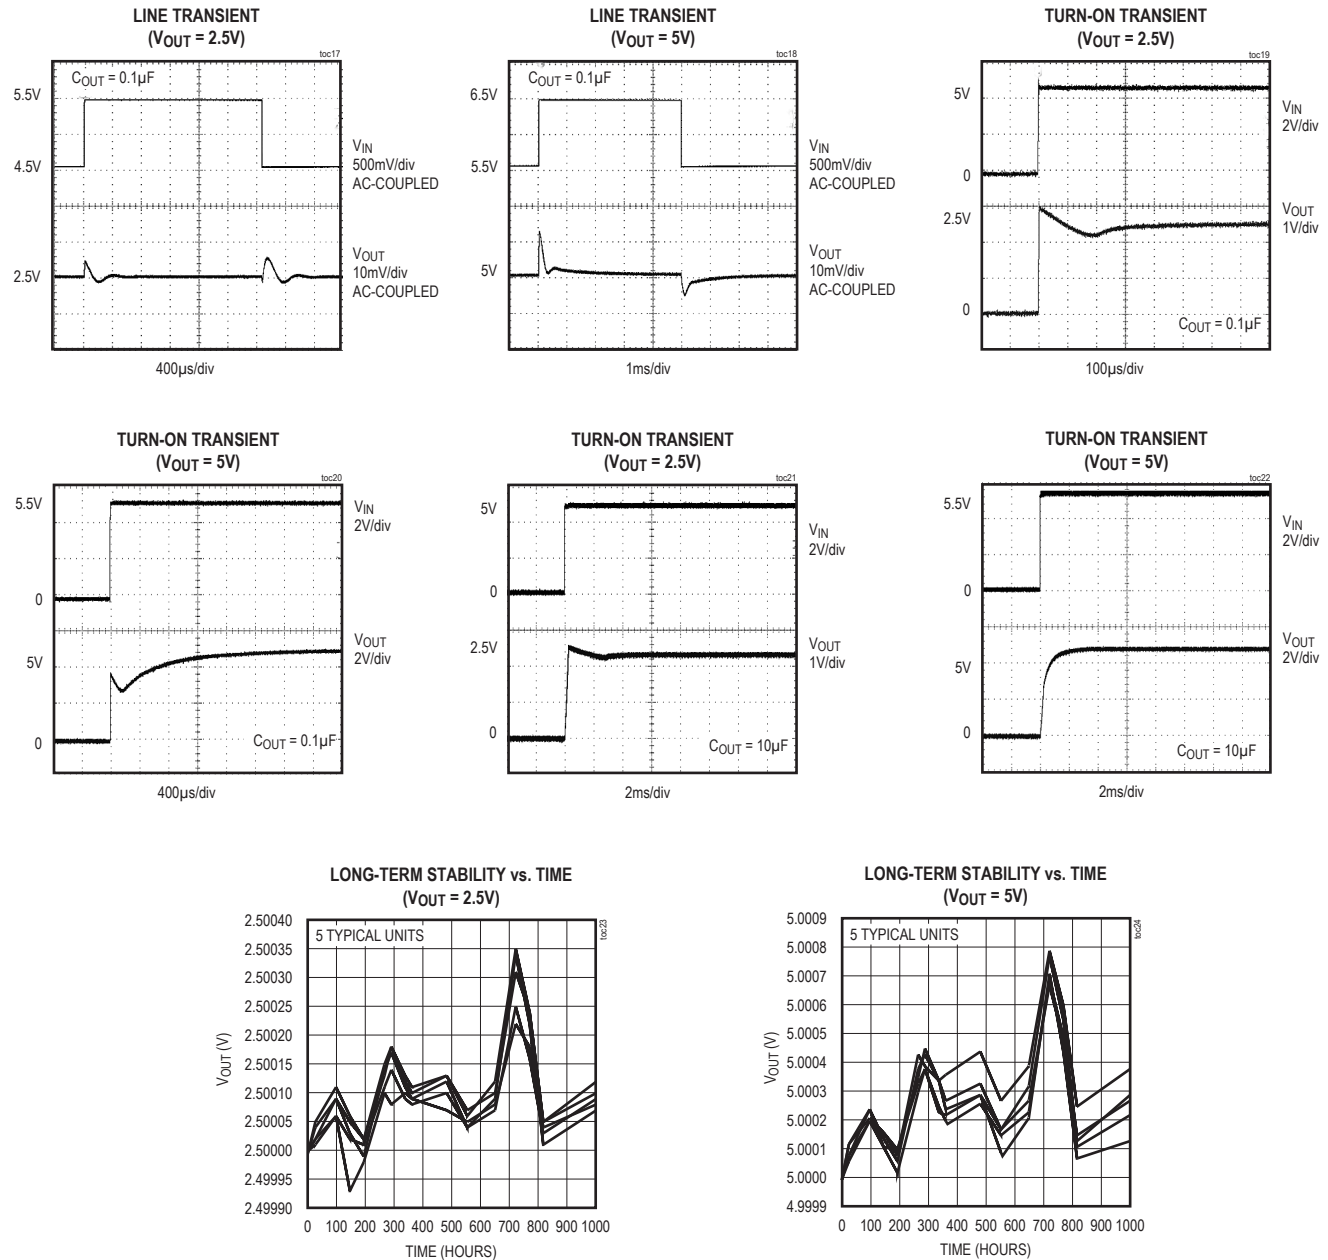 LINE TRANSIENT
(VOUT = 2.5V)
toc17
COUT = 0.1µF
5.5V
4.5V
2.5V
VIN
500mV/div
AC-COUPLED
VOUT
10mV/div
AC-COUPLED
400µs/div
LINE TRANSIENT
(VOUT = 5V)
toc18
COUT = 0.1µF
6.5V
5.5V
5V
VIN
500mV/div
AC-COUPLED
VOUT
10mV/div
AC-COUPLED
1ms/div
TURN-ON TRANSIENT
(VOUT = 2.5V)
toc19
5V
0
2.5V
0
VIN
2V/div
VOUT
1V/div
COUT = 0.1µF
100µs/div
TURN-ON TRANSIENT
(VOUT = 5V)
toc20
5.5V
0
5V
0
VIN
2V/div
VOUT
2V/div
COUT = 0.1µF
400µs/div
TURN-ON TRANSIENT
(VOUT = 2.5V)
toc21
5V
0
2.5V
0
VIN
2V/div
VOUT
1V/div
COUT = 10µF
2ms/div
TURN-ON TRANSIENT
(VOUT = 5V)
toc22
5.5V
0
5V
0
VIN
2V/div
VOUT
2V/div
COUT = 10µF
2ms/div
LONG-TERM STABILITY vs. TIME
(VOUT = 2.5V)
toc23
5 TYPICAL UNITS
VOUT (V)
2.50040
2.50035
2.50030
2.50025
2.50020
2.50015
2.50010
2.50005
2.50000
2.49995
2.49990
0 100 200 300 400 500 600 700 800 900 1000
TIME (HOURS)
LONG-TERM STABILITY vs. TIME
(VOUT = 5V)
toc24
5 TYPICAL UNITS
VOUT (V)
5.0009
5.0008
5.0007
5.0006
5.0005
5.0004
5.0003
5.0002
5.0001
5.0000
4.9999
0 100 200 300 400 500 600 700 800 900 1000
TIME (HOURS)